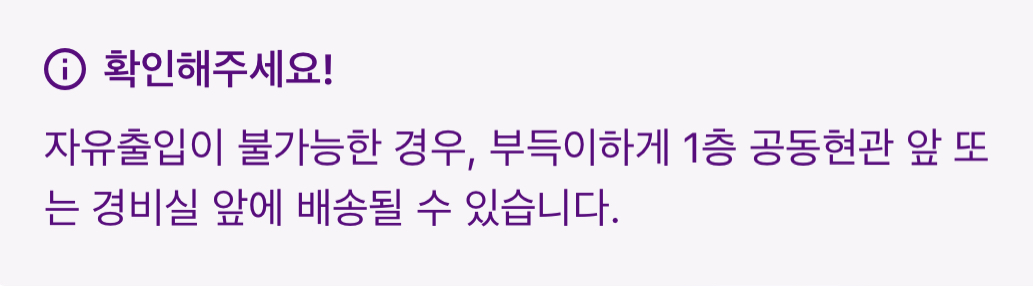 확인해주세요!
자유출입이 불가능한 경우, 부득이하게 1층 공동현관 앞 또
는 경비실 앞에 배송될 수 있습니다.